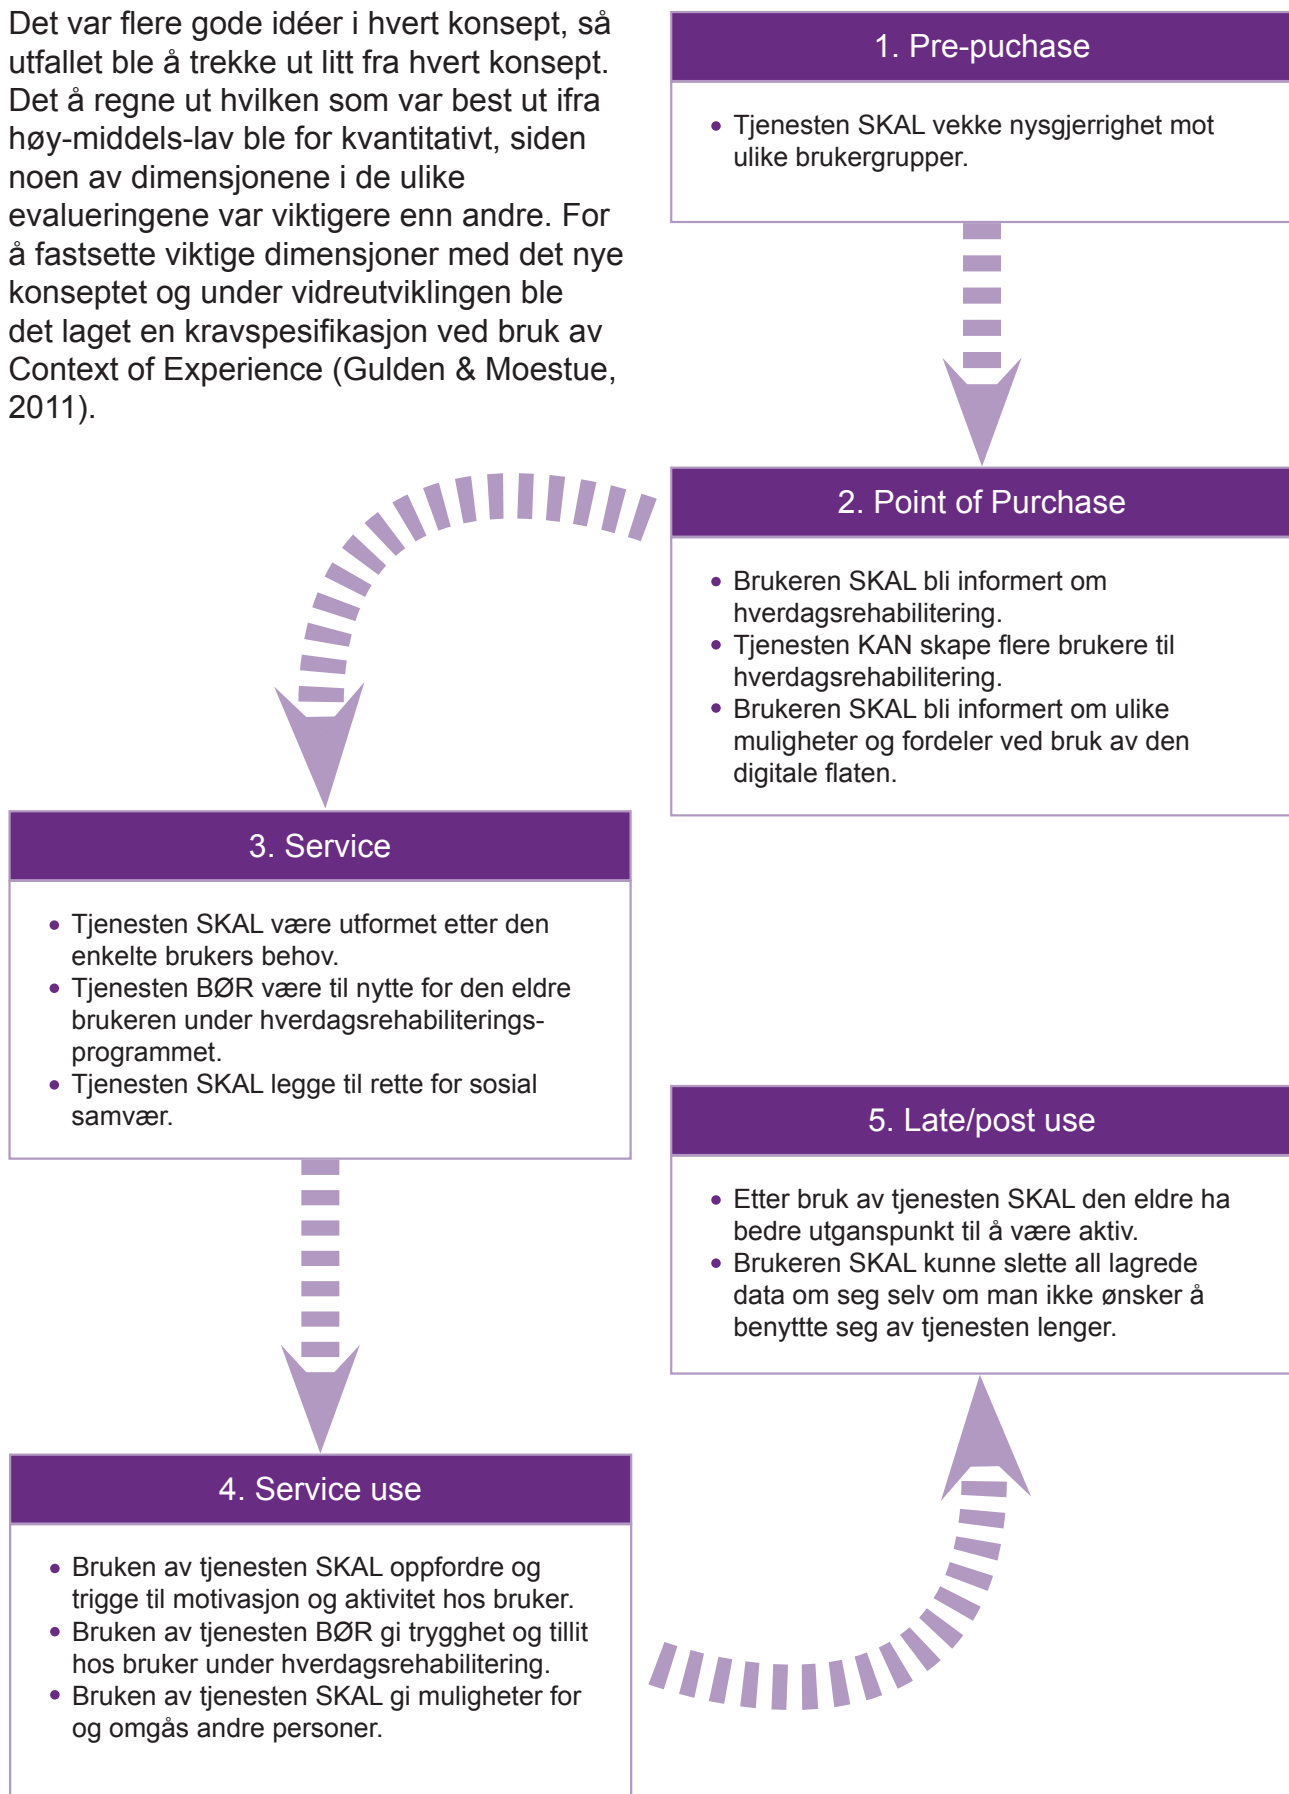 Det var flere gode idéer i hvert konsept, så
utfallet ble å trekke ut litt fra hvert konsept.
Det å regne ut hvilken som var best ut ifra
høy-middels-lav ble for kvantitativt, siden
noen av dimensjonene i de ulike
evalueringene var viktigere enn andre. For
å fastsette viktige dimensjoner med det nye
konseptet og under vidreutviklingen ble
det laget en kravspesifikasjon ved bruk av
Context of Experience (Gulden & Moestue,
2011).
1. Pre-puchase
• Tjenesten SKAL vekke nysgjerrighet mot
ulike brukergrupper.
2. Point of Purchase
• Brukeren SKAL bli informert om
hverdagsrehabilitering.
• Tjenesten KAN skape flere brukere til
hverdagsrehabilitering.
• Brukeren SKAL bli informert om ulike
muligheter og fordeler ved bruk av den
digitale flaten.
3. Service
• Tjenesten SKAL være utformet etter den
enkelte brukers behov.
• Tjenesten BØR være til nytte for den eldre
brukeren under hverdagsrehabiliterings-
programmet.
• Tjenesten SKAL legge til rette for sosial
samvær.
4. Service use
• Bruken av tjenesten SKAL oppfordre og
trigge til motivasjon og aktivitet hos bruker.
• Bruken av tjenesten BØR gi trygghet og tillit
hos bruker under hverdagsrehabilitering.
• Bruken av tjenesten SKAL gi muligheter for
og omgås andre personer.
5. Late/post use
• Etter bruk av tjenesten SKAL den eldre ha
bedre utganspunkt til å være aktiv.
• Brukeren SKAL kunne slette all lagrede
data om seg selv om man ikke ønsker å
benyttte seg av tjenesten lenger.